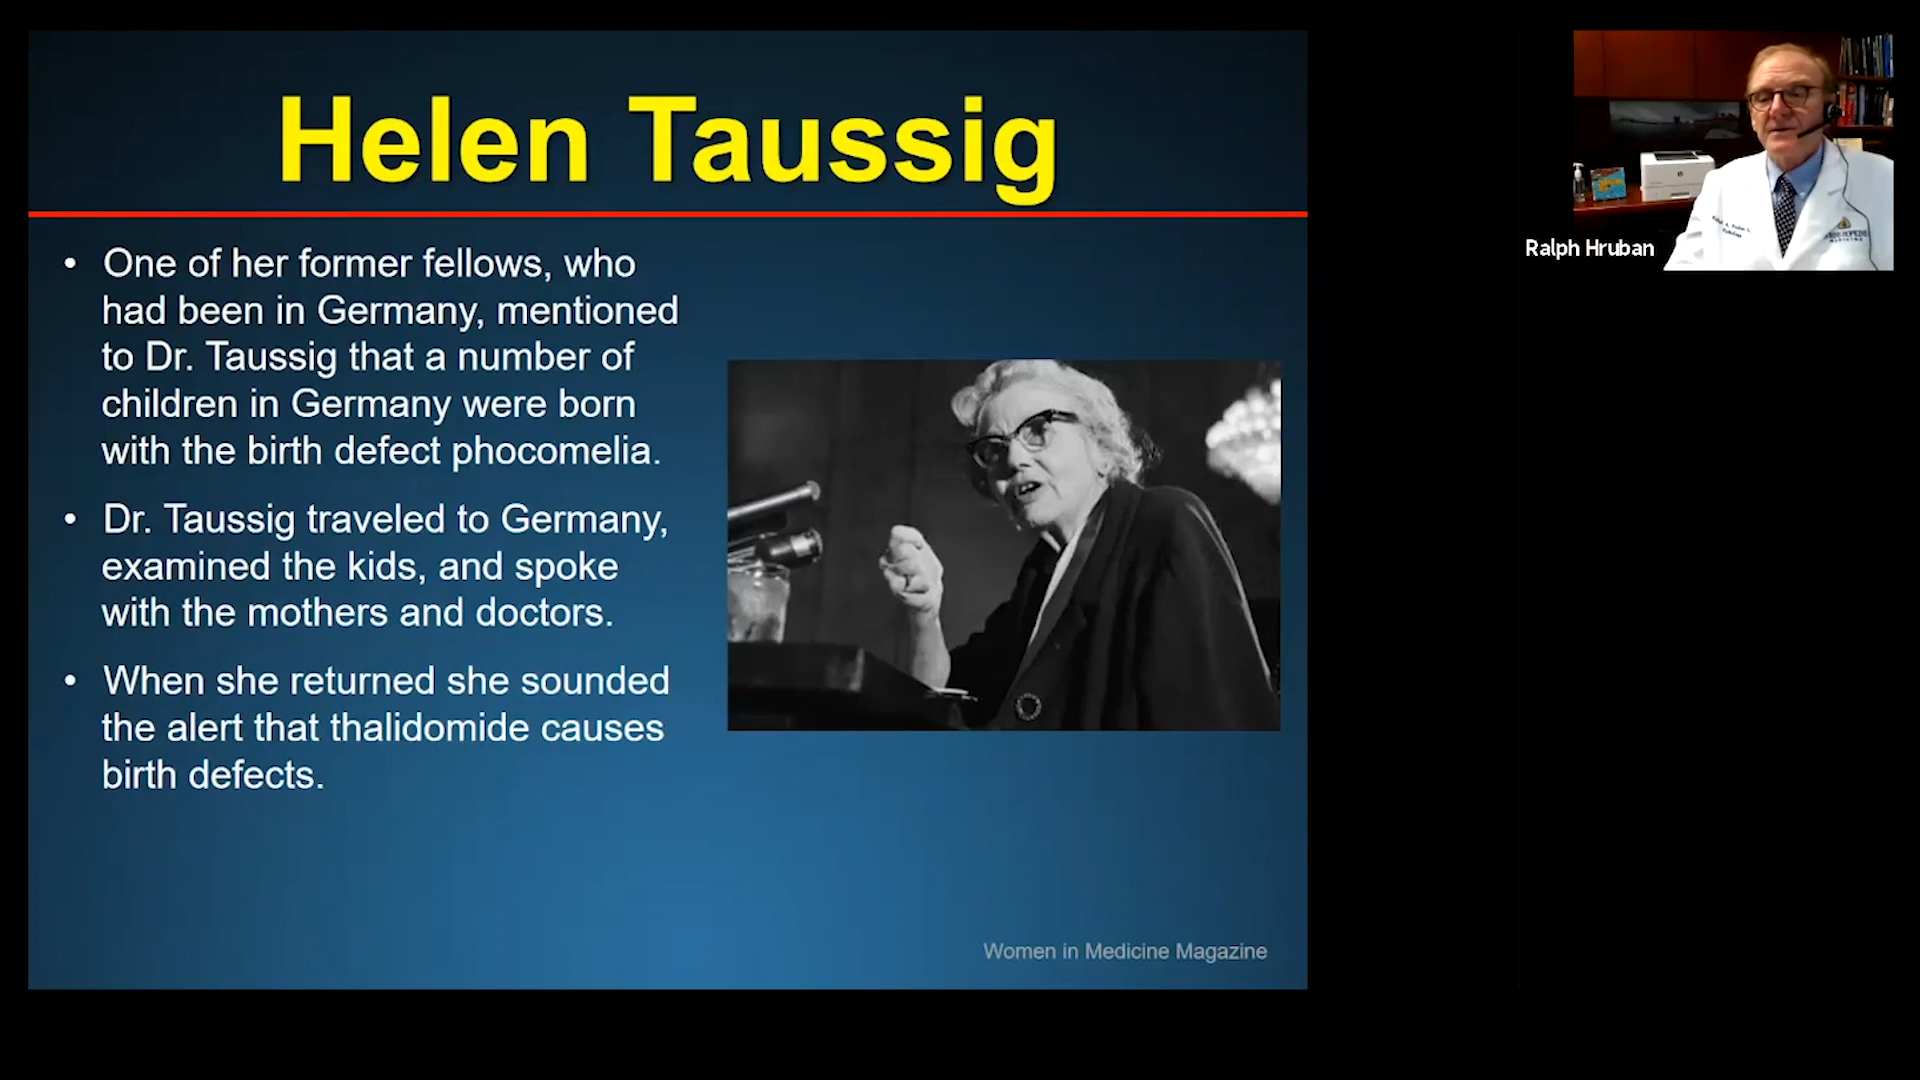 Helen Taussig
• One of her former fellows, who
had been in Germany, mentioned
to Dr. Taussig that a number of
children in Germany were born
with the birth defect phocomelia.
• Dr. Taussig traveled to Germany,
examined the kids, and spoke
with the mothers and doctors.
• When she returned she sounded
the alert that thalidomide causes
birth defects.
Women in Medicine Magazine
Ralph Hruban